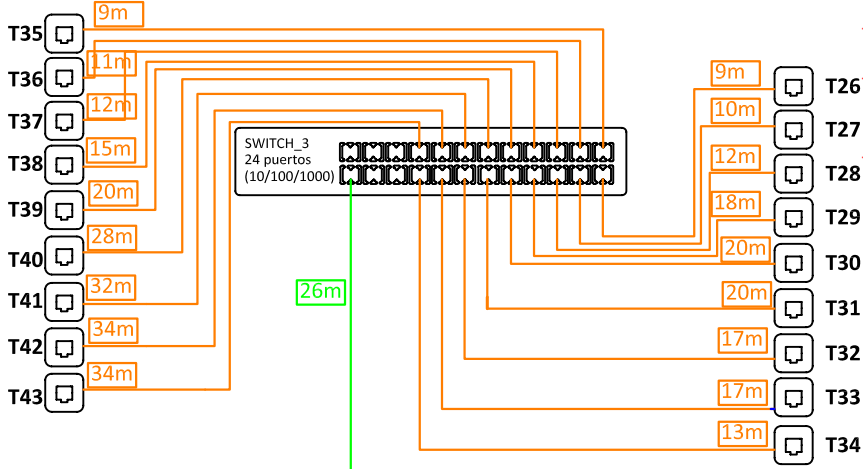 9m
T35
11m
T36
12m
T37
15m
T38
20m
T39
28m
T40
32m
T41
34m
T42
34m
T43
SWITCH_3
24 puertos
(10/100/1000)
26m
9m
T26
10m
T27
12m
T28
18m
T29
20m
T30
20m
T31
17m
T32
17m
T33
13m
T34